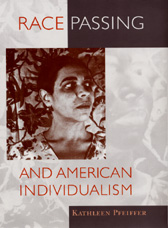 RACE PASSING
AND AMERICAN
INDIVIDUALISM
KATHLEEN PFEIFFER